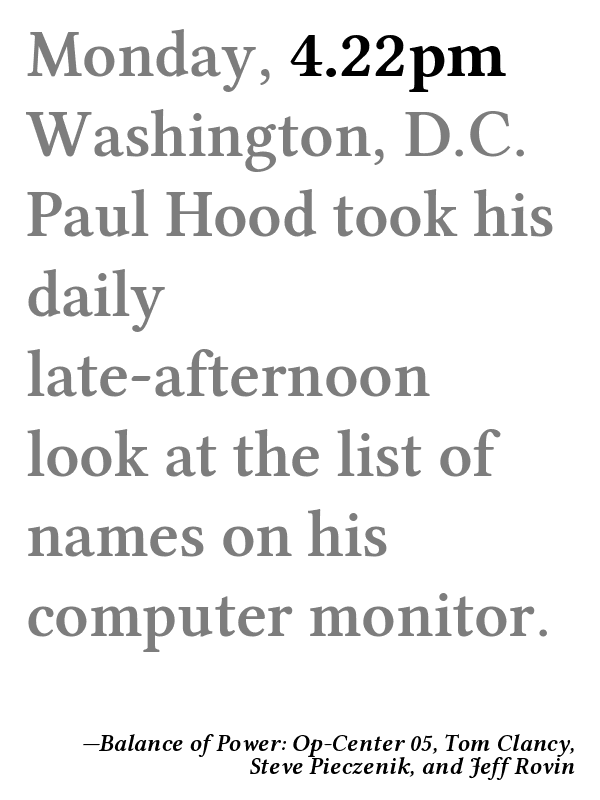 Monday, 4.22pm
Washington, D.C.
Paul Hood took his
daily
late-afternoon
look at the list of
names on his
computer monitor.
—Balance of Power: Op-Center 05, Tom Clancy,
Steve Pieczenik, and Jeff Rovin